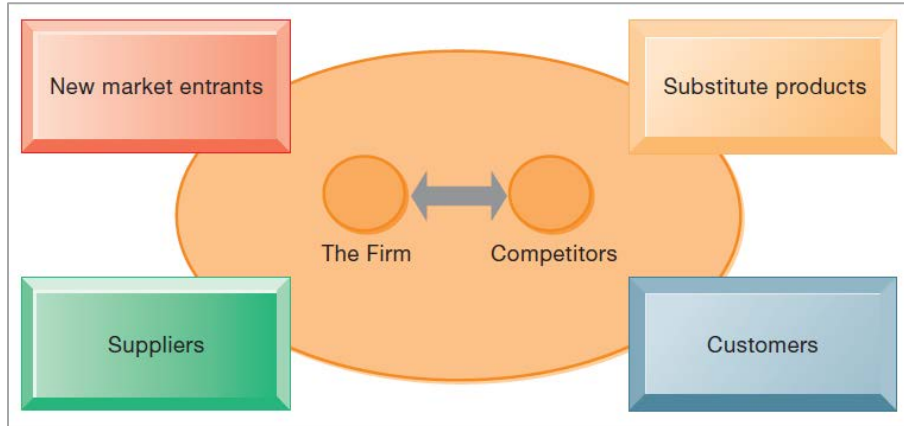 New market entrants
Substitute products
The Firm
Competitors
Suppliers
Customers